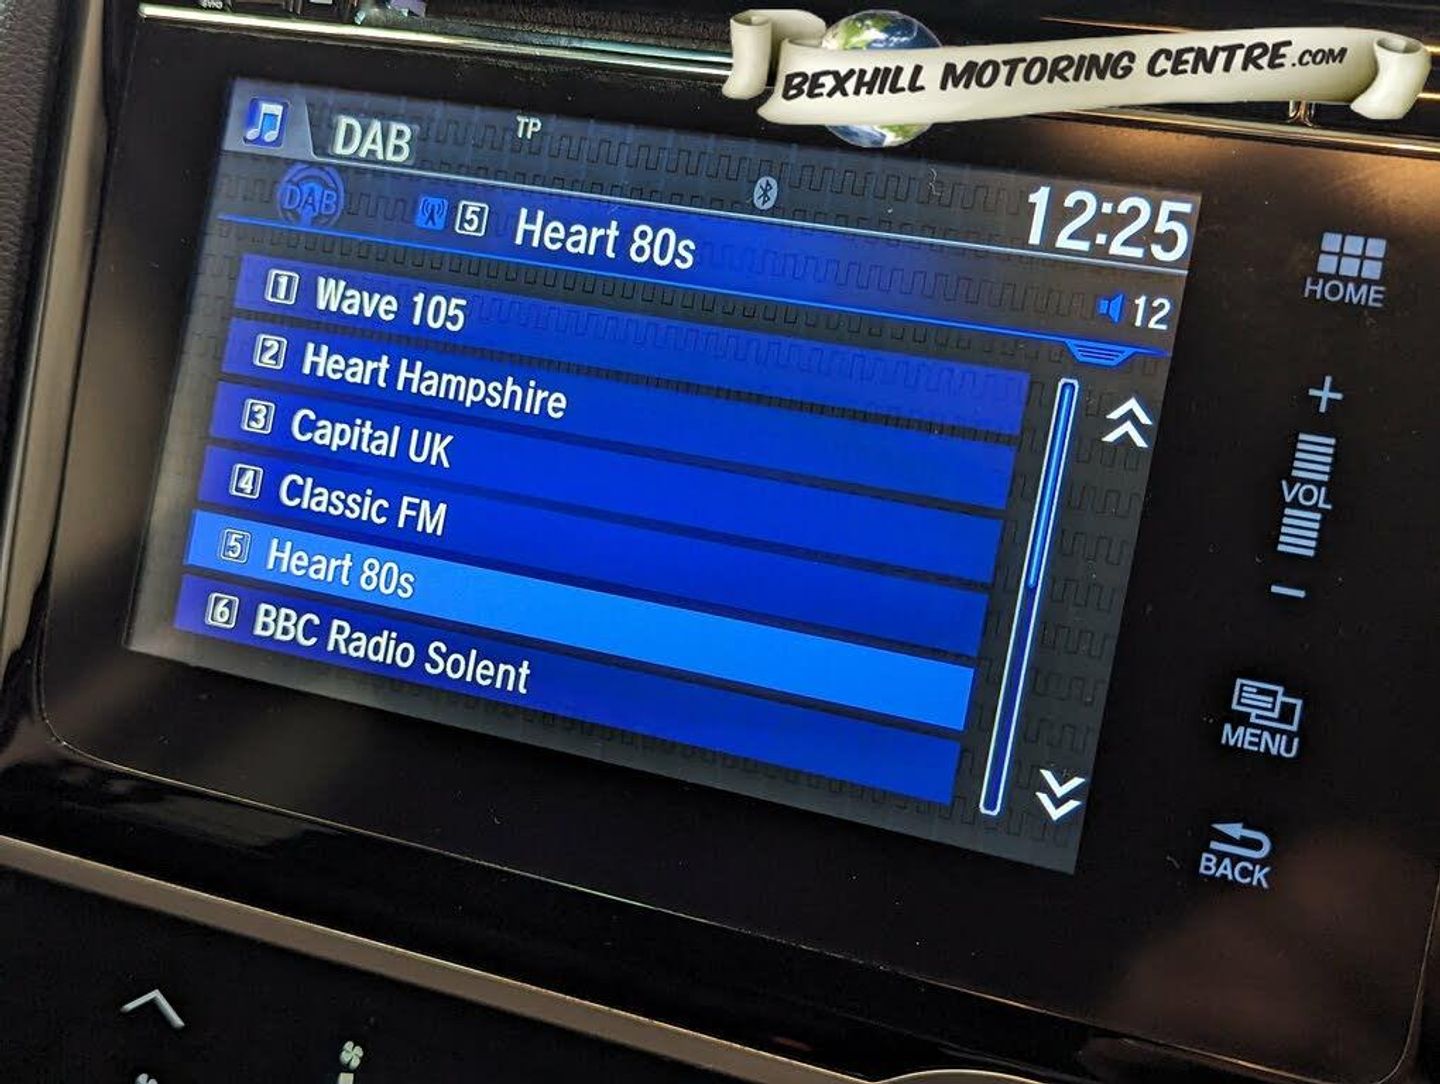 BEXHILL MOTORING CENTRE.COM
DAB
TP
12:25
DAB
5 Heart 80s
12
1 Wave 105
2 Heart Hampshire
3 Capital UK
4 Classic FM
5 Heart 80s
6 BBC Radio Solent
HOME
+
VOL
−
MENU
BACK